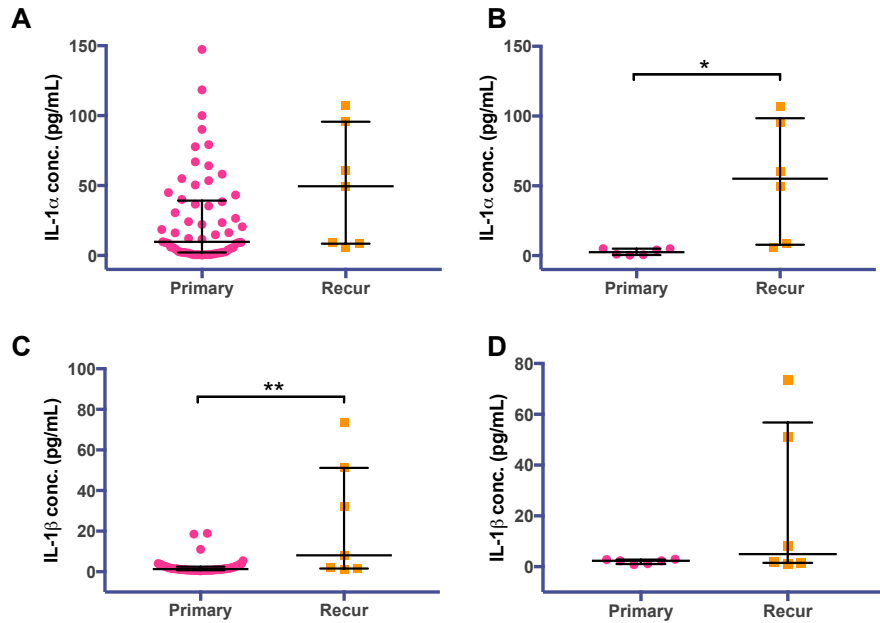 A
IL-1α conc. (pg/mL)
150
100
50
0
Primary Recur
B
IL-1α conc. (pg/mL)
150
100
50
0
*
Primary Recur
C
IL-1β conc. (pg/mL)
100
80
60
40
20
0
**
Primary Recur
D
IL-1β conc. (pg/mL)
80
60
40
20
0
Primary Recur